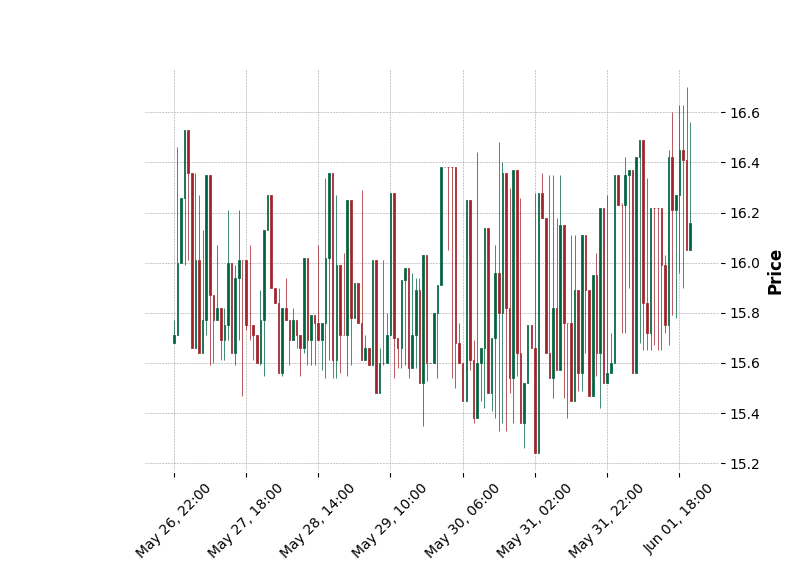 16.6
16.4
16.2
16.0
15.8
15.6
15.4
15.2
Price
May 26, 22:00
May 27, 18:00
May 28, 14:00
May 29, 10:00
May 30, 06:00
May 31, 02:00
May 31, 22:00
Jun 01, 18:00